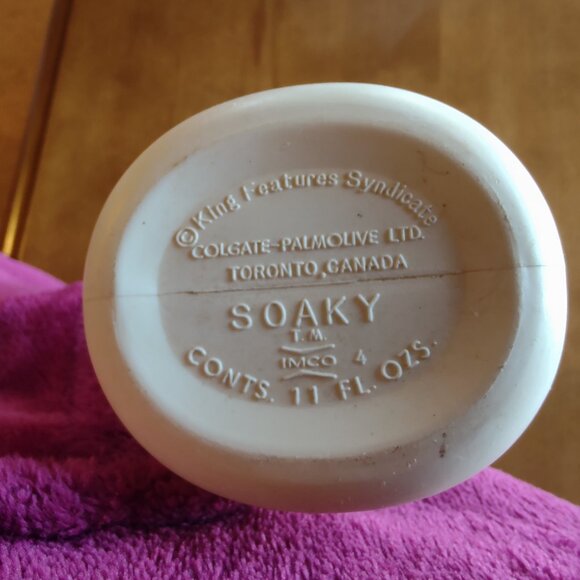 ©King Features Syndicate
COLGATE-PALMOLIVE LTD.
TORONTO, CANADA
SOAKY
T.M.
IMCO 4
CONTS. 11 FL. OZS.